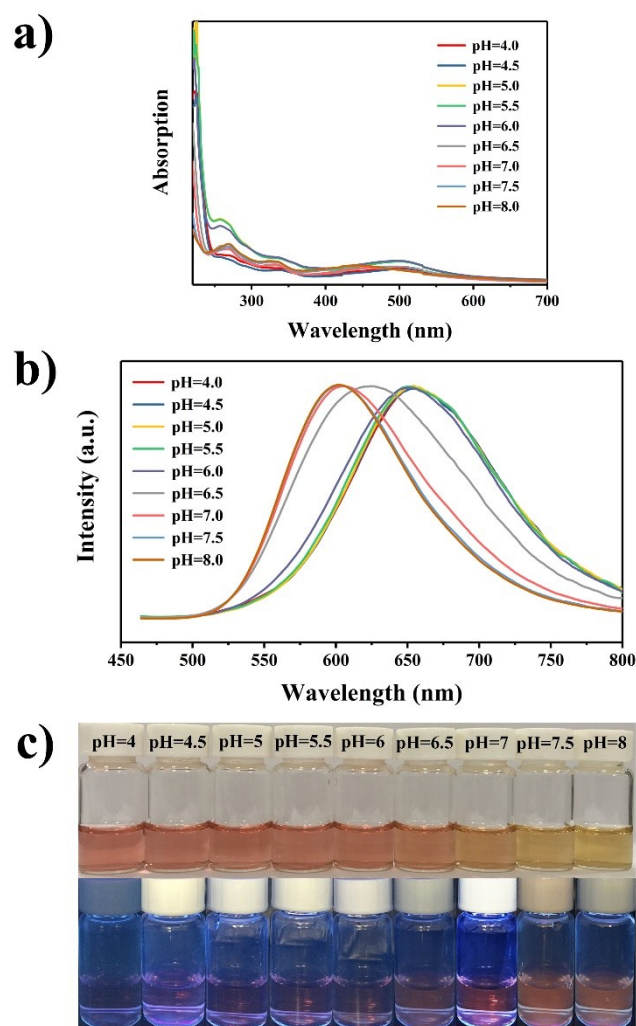 a)
Absorption
pH=4.0
pH=4.5
pH=5.0
pH=5.5
pH=6.0
pH=6.5
pH=7.0
pH=7.5
pH=8.0
300 400 500 600 700
Wavelength (nm)
b)
Intensity (a.u.)
pH=4.0
pH=4.5
pH=5.0
pH=5.5
pH=6.0
pH=6.5
pH=7.0
pH=7.5
pH=8.0
450 500 550 600 650 700 750 800
Wavelength (nm)
c)
pH=4 pH=4.5 pH=5 pH=5.5 pH=6 pH=6.5 pH=7 pH=7.5 pH=8